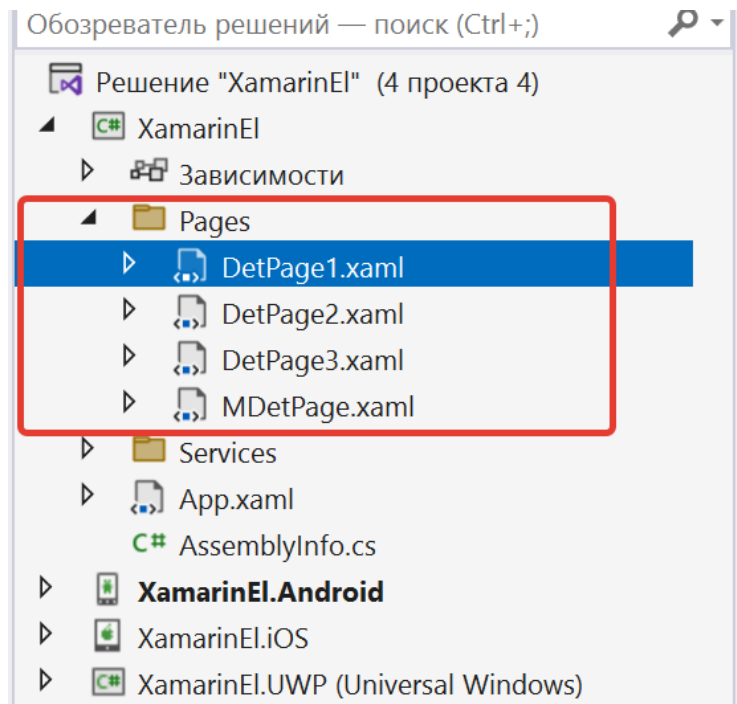 Обозреватель решений — поиск (Ctrl+;)
Решение "XamarinEl" (4 проекта 4)
C# XamarinEl
Зависимости
Pages
DetPage1.xaml
DetPage2.xaml
DetPage3.xaml
MDetPage.xaml
Services
App.xaml
C# AssemblyInfo.cs
XamarinEl.Android
XamarinEl.iOS
C# XamarinEl.UWP (Universal Windows)